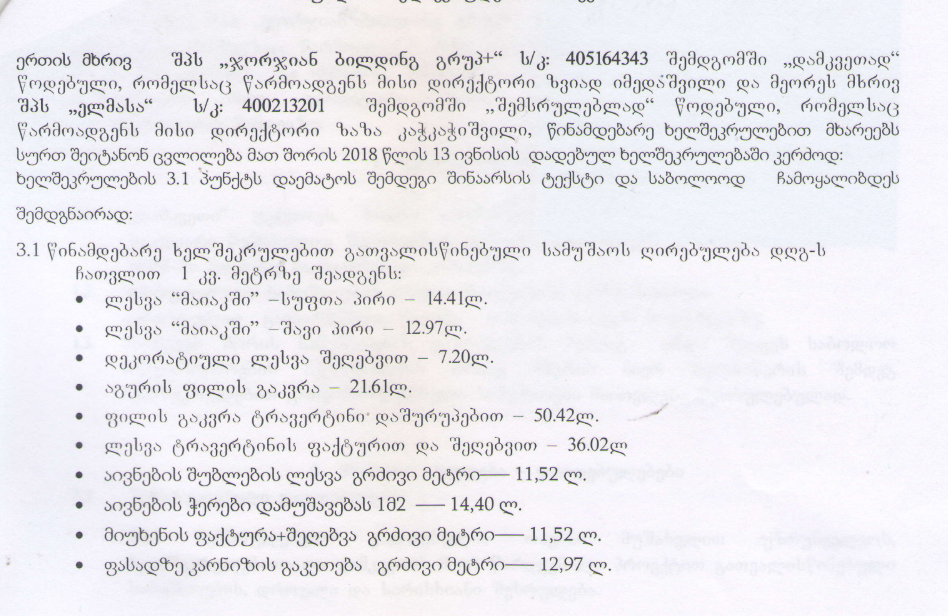 ერთის მხრივ შპს „ჯორჯიან ბილდინგ გრუპ+“ ს/კ: 405164343 შემდგომში „დამკვეთად“
წოდებული, რომელსაც წარმოადგენს მისი დირექტორი ზვიად იმედაშვილი და მეორეს მხრივ
შპს „ელმასა“ ს/კ: 400213201 შემდგომში „შემსრულებლად“ წოდებული, რომელსაც
წარმოადგენს მისი დირექტორი ზაზა კაჭკაჭიშვილი, წინამდებარე ხელშეკრულებით მხარეებს
სურთ შეიტანონ ცვლილება მათ შორის 2018 წლის 13 ივნისის დადებულ ხელშეკრულებაში კერძოდ:
ხელშეკრულების 3.1 პუნქტს დაემატოს შემდეგი შინაარსის ტექსტი და საბოლოოდ ჩამოყალიბდეს
შემდგნაირად:
3.1 წინამდებარე ხელშეკრულებით გათვალისწინებული სამუშაოს ღირებულება დღგ-ს
ჩათვლით 1 კვ. მეტრზე შეადგენს:
• ლესვა “მაიაკში” –სუფთა პირი – 14.41ლ.
• ლესვა “მაიაკში” –შავი პირი – 12.97ლ.
• დეკორატიული ლესვა შეღებვით – 7.20ლ.
• აგურის ფილის გაკვრა – 21.61ლ.
• ფილის გაკვრა ტრავერტინი დაშურუპებით – 50.42ლ.
• ლესვა ტრავერტინის ფაქტურით და შეღებვით – 36.02ლ
• აივნების შუბლების ლესვა გრძივი მეტრი–– 11,52 ლ.
• აივნების ჭერები დამუშავებას 1მ2 –– 14,40 ლ.
• მიუხენის ფაქტურა+შეღებვა გრძივი მეტრი–– 11,52 ლ.
• ფასადზე კარნიზის გაკეთება გრძივი მეტრი–– 12,97 ლ.